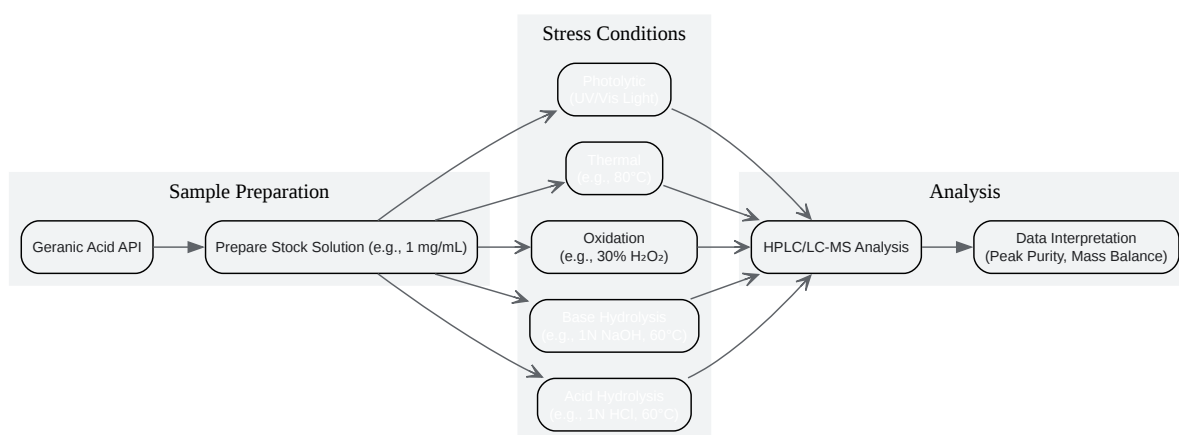 Stress Conditions
Photolytic
(UV/Vis Light)
Thermal
(e.g., 80°C)
Sample Preparation
Analysis
Geranic Acid API
Prepare Stock Solution (e.g., 1 mg/mL)
Oxidation
(e.g., 30% H₂O₂)
HPLC/LC-MS Analysis
Data Interpretation
(Peak Purity, Mass Balance)
Base Hydrolysis
(e.g., 1N NaOH, 60°C)
Acid Hydrolysis
(e.g., 1N HCl, 60°C)